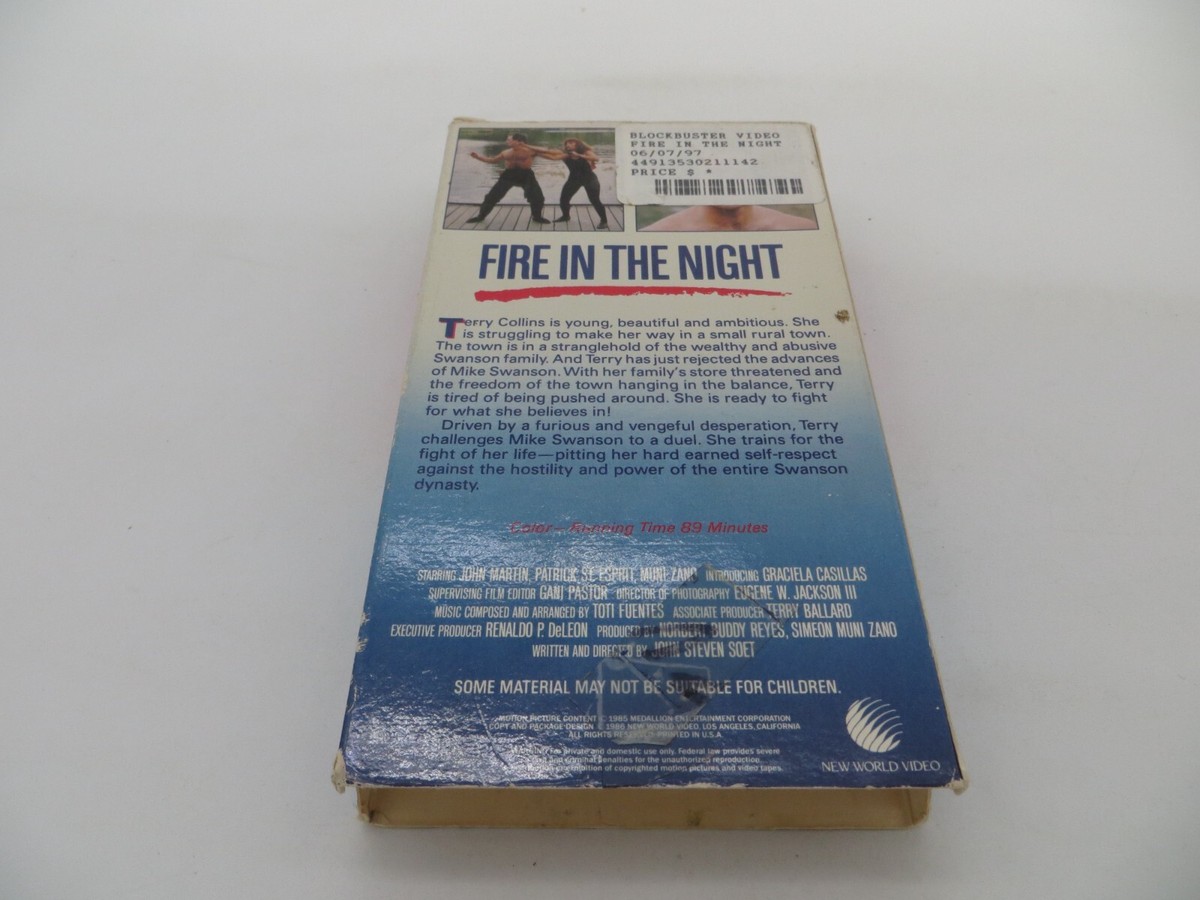 BLOCKBUSTER VIDEO
FIRE IN THE NIGHT
06/07/97
44913530211142
PRICE $ *
FIRE IN THE NIGHT
Terry Collins is young, beautiful and ambitious. She
is struggling to make her way in a small rural town.
The town is in a stranglehold of the wealthy and abusive
Swanson family. And Terry has just rejected the advances
of Mike Swanson. With her family's store threatened and
the freedom of the town hanging in the balance, Terry
is tired of being pushed around. She is ready to fight
for what she believes in!
Driven by a furious and vengeful desperation, Terry
challenges Mike Swanson to a duel. She trains for the
fight of her life—pitting her hard earned self-respect
against the hostility and power of the entire Swanson
dynasty.
Color—Running Time 89 Minutes
STARRING JOHN MARTIN, PATRICK ST. ESPRIT, MUNI ZANO INTRODUCING GRACIELA CASILLAS
SUPERVISING FILM EDITOR GANI PASTOR DIRECTOR OF PHOTOGRAPHY EUGENE W. JACKSON III
MUSIC COMPOSED AND ARRANGED BY TOTI FUENTES ASSOCIATE PRODUCER TERRY BALLARD
EXECUTIVE PRODUCER RENALDO P. DeLEON PRODUCED BY NORBERT BUDDY REYES, SIMEON MUNI ZANO
WRITTEN AND DIRECTED BY JOHN STEVEN SOET
SOME MATERIAL MAY NOT BE SUITABLE FOR CHILDREN.
MOTION PICTURE CONTENT © 1985 MEDALLION ENTERTAINMENT CORPORATION
COPY AND PACKAGE DESIGN © 1986 NEW WORLD VIDEO, LOS ANGELES, CALIFORNIA
ALL RIGHTS RESERVED PRINTED IN U.S.A.
WARNING: For private and domestic use only. Federal law provides severe
civil and criminal penalties for the unauthorized reproduction,
distribution or exhibition of copyrighted motion pictures and video tapes.
NEW WORLD VIDEO